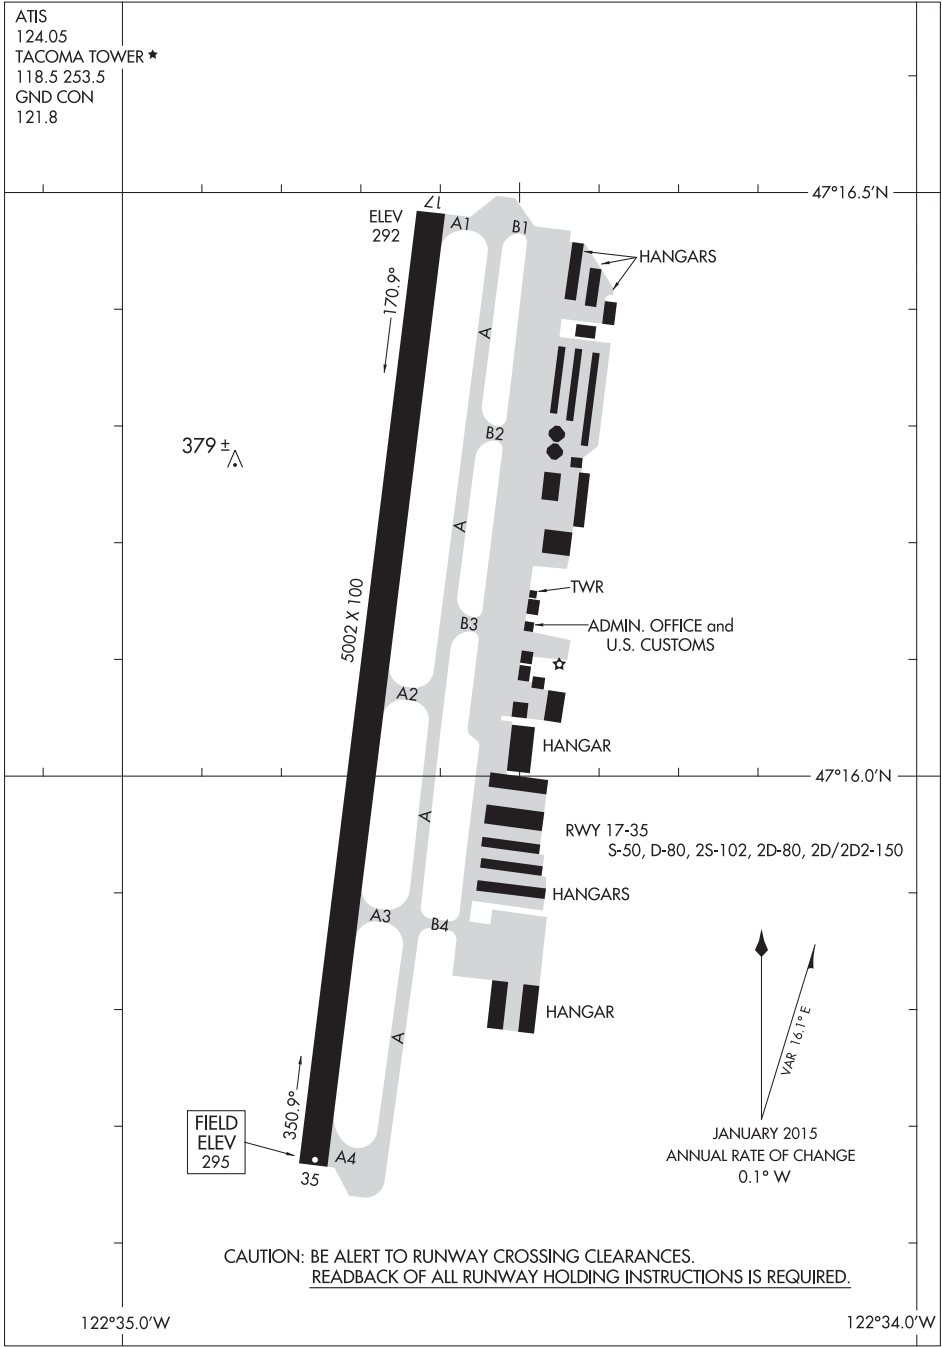 ATIS
124.05
TACOMA TOWER ★
118.5 253.5
GND CON
121.8
47°16.5'N
17
ELEV
292
A1
B1
HANGARS
170.9°
A
379 ±
B2
A
5002 X 100
TWR
B3
ADMIN. OFFICE and
U.S. CUSTOMS
A2
HANGAR
47°16.0'N
A
RWY 17-35
S-50, D-80, 2S-102, 2D-80, 2D/2D2-150
HANGARS
A3
B4
HANGAR
A
VAR 16.1° E
350.9°
FIELD
ELEV
295
A4
35
JANUARY 2015
ANNUAL RATE OF CHANGE
0.1° W
CAUTION: BE ALERT TO RUNWAY CROSSING CLEARANCES.
READBACK OF ALL RUNWAY HOLDING INSTRUCTIONS IS REQUIRED.
122°35.0'W
122°34.0'W